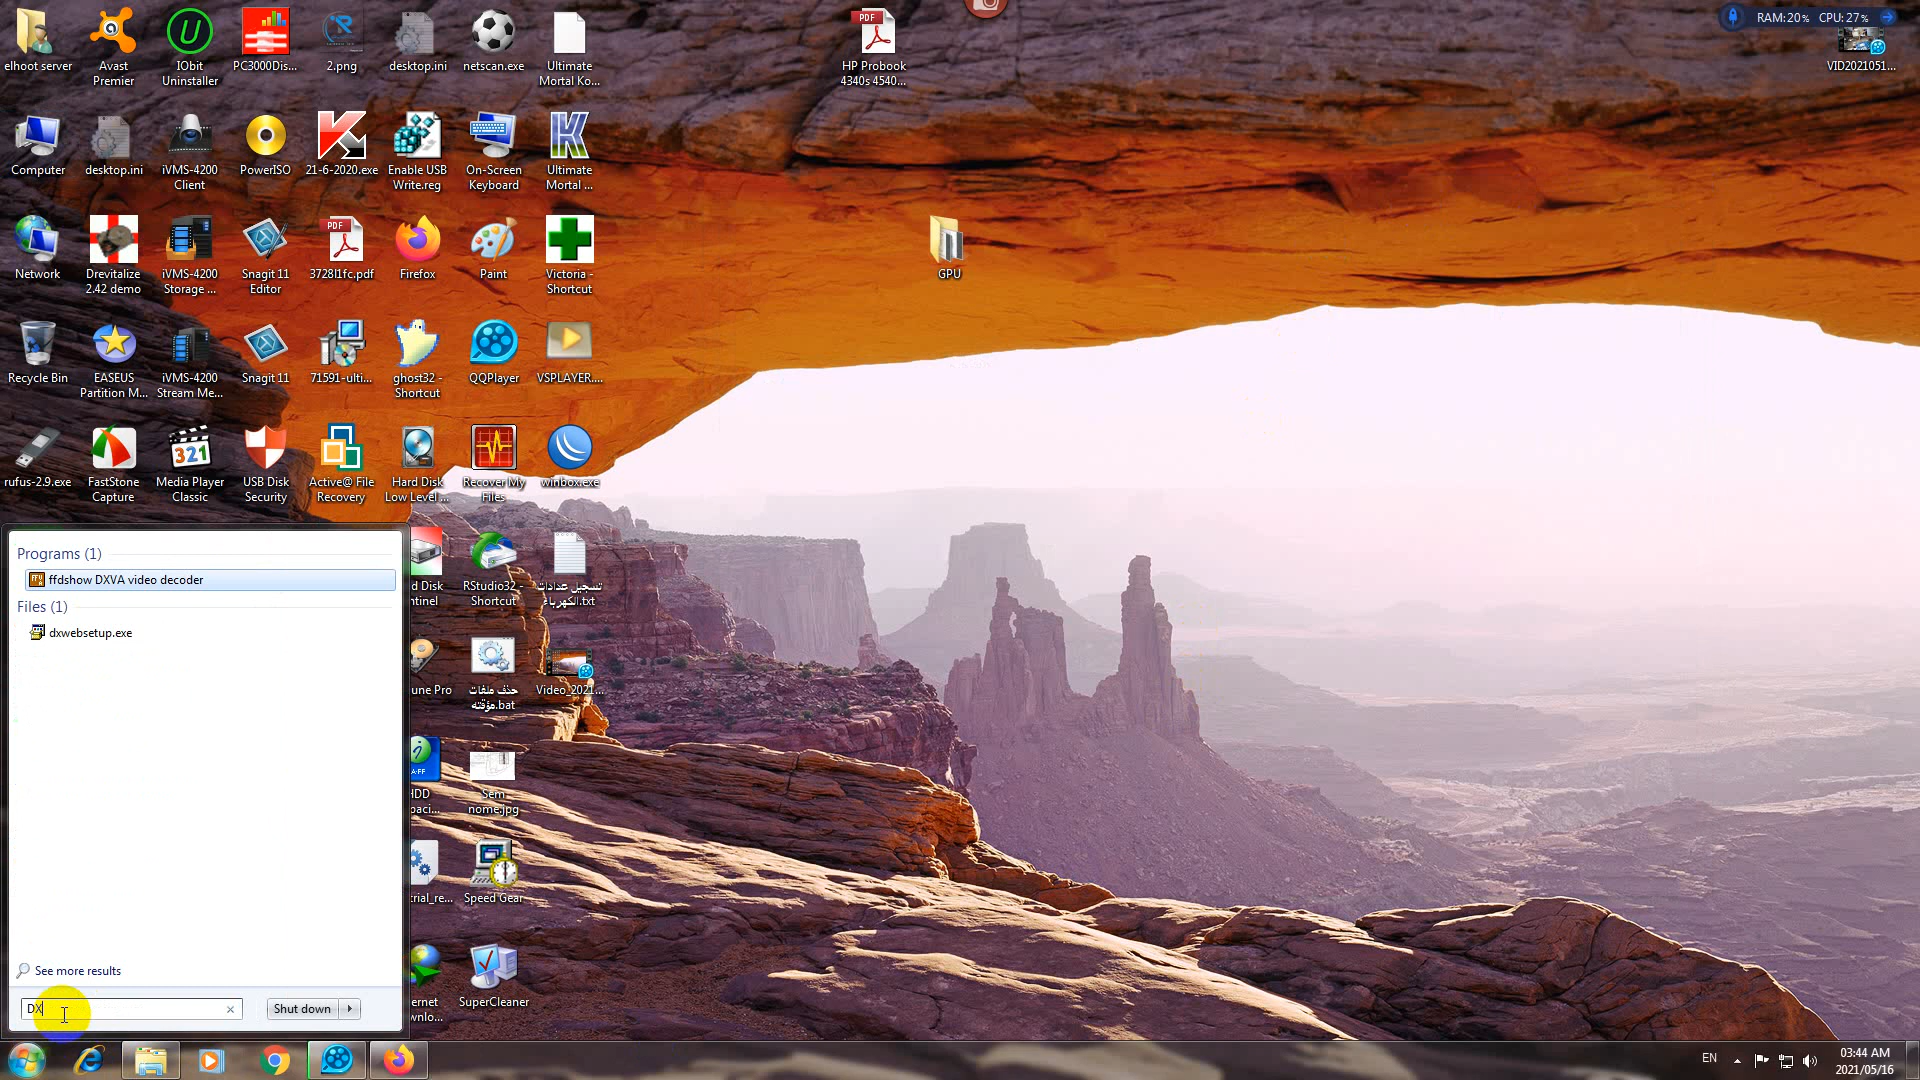 RAM:20% CPU:27%
elhoot server
Avast
Premier
IObit
Uninstaller
PC3000Dis...
2.png
desktop.ini
netscan.exe
Ultimate
Mortal Ko...
HP Probook
4340s 4540...
VID2021051...
Computer
desktop.ini
iVMS-4200
Client
PowerISO
21-6-2020.exe
Enable USB
Write.reg
On-Screen
Keyboard
Ultimate
Mortal ...
Network
Drevitalize
2.42 demo
iVMS-4200
Storage ...
Snagit 11
Editor
3728l1fc.pdf
Firefox
Paint
Victoria -
Shortcut
GPU
Recycle Bin
EASEUS
Partition M...
iVMS-4200
Stream Me...
Snagit 11
71591-ulti...
ghost32 -
Shortcut
QQPlayer
VSPLAYER....
rufus-2.9.exe
FastStone
Capture
Media Player
Classic
USB Disk
Security
Active@ File
Recovery
Hard Disk
Low Level ...
Recover My
Files
winbox.exe
Programs (1)
ffdshow DXVA video decoder
Files (1)
dxwebsetup.exe
d Disk
ntinel
RStudio32 -
Shortcut
تسجيل عدادات
الكهرباء.txt
une Pro
حذف ملفات
مؤقته.bat
Video_2021...
HDD
paci...
Sem
nome.jpg
trial_re...
Speed Gear
ernet
wnlo...
SuperCleaner
See more results
DX
Shut down
EN
03:44 AM
2021/05/16